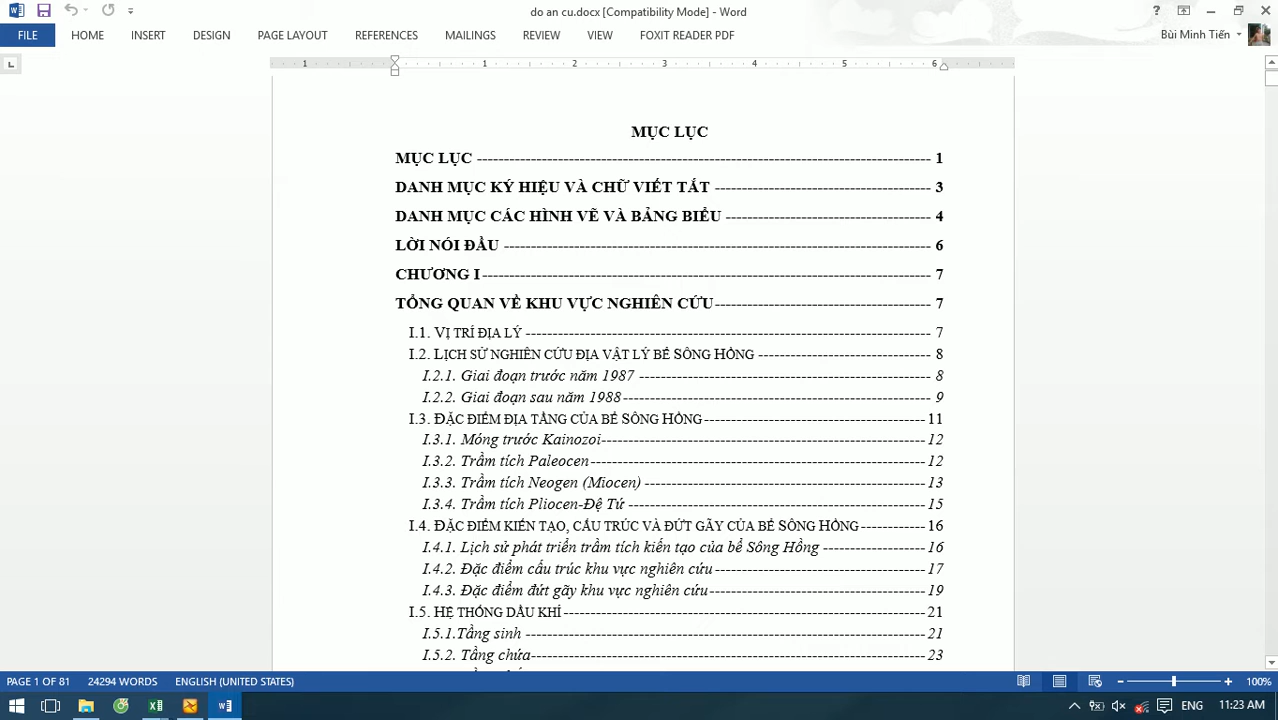 do an cu.docx [Compatibility Mode] - Word
FILE HOME INSERT DESIGN PAGE LAYOUT REFERENCES MAILINGS REVIEW VIEW FOXIT READER PDF Bùi Minh Tiến
1 1 2 3 4 5 6
MỤC LỤC
MỤC LỤC 1
DANH MỤC KÝ HIỆU VÀ CHỮ VIẾT TẮT 3
DANH MỤC CÁC HÌNH VẼ VÀ BẢNG BIỂU 4
LỜI NÓI ĐẦU 6
CHƯƠNG I 7
TỔNG QUAN VỀ KHU VỰC NGHIÊN CỨU 7
I.1. VỊ TRÍ ĐỊA LÝ 7
I.2. LỊCH SỬ NGHIÊN CỨU ĐỊA VẬT LÝ BỂ SÔNG HỒNG 8
I.2.1. Giai đoạn trước năm 1987 8
I.2.2. Giai đoạn sau năm 1988 9
I.3. ĐẶC ĐIỂM ĐỊA TẦNG CỦA BỂ SÔNG HỒNG 11
I.3.1. Móng trước Kainozoi 12
I.3.2. Trầm tích Paleocen 12
I.3.3. Trầm tích Neogen (Miocen) 13
I.3.4. Trầm tích Pliocen-Đệ Tứ 15
I.4. ĐẶC ĐIỂM KIẾN TẠO, CẤU TRÚC VÀ ĐỨT GÃY CỦA BỂ SÔNG HỒNG 16
I.4.1. Lịch sử phát triển trầm tích kiến tạo của bể Sông Hồng 16
I.4.2. Đặc điểm cấu trúc khu vực nghiên cứu 17
I.4.3. Đặc điểm đứt gãy khu vực nghiên cứu 19
I.5. HỆ THỐNG DẦU KHÍ 21
I.5.1.Tầng sinh 21
I.5.2. Tầng chứa 23
PAGE 1 OF 81 24294 WORDS ENGLISH (UNITED STATES) 100%
ENG 11:23 AM